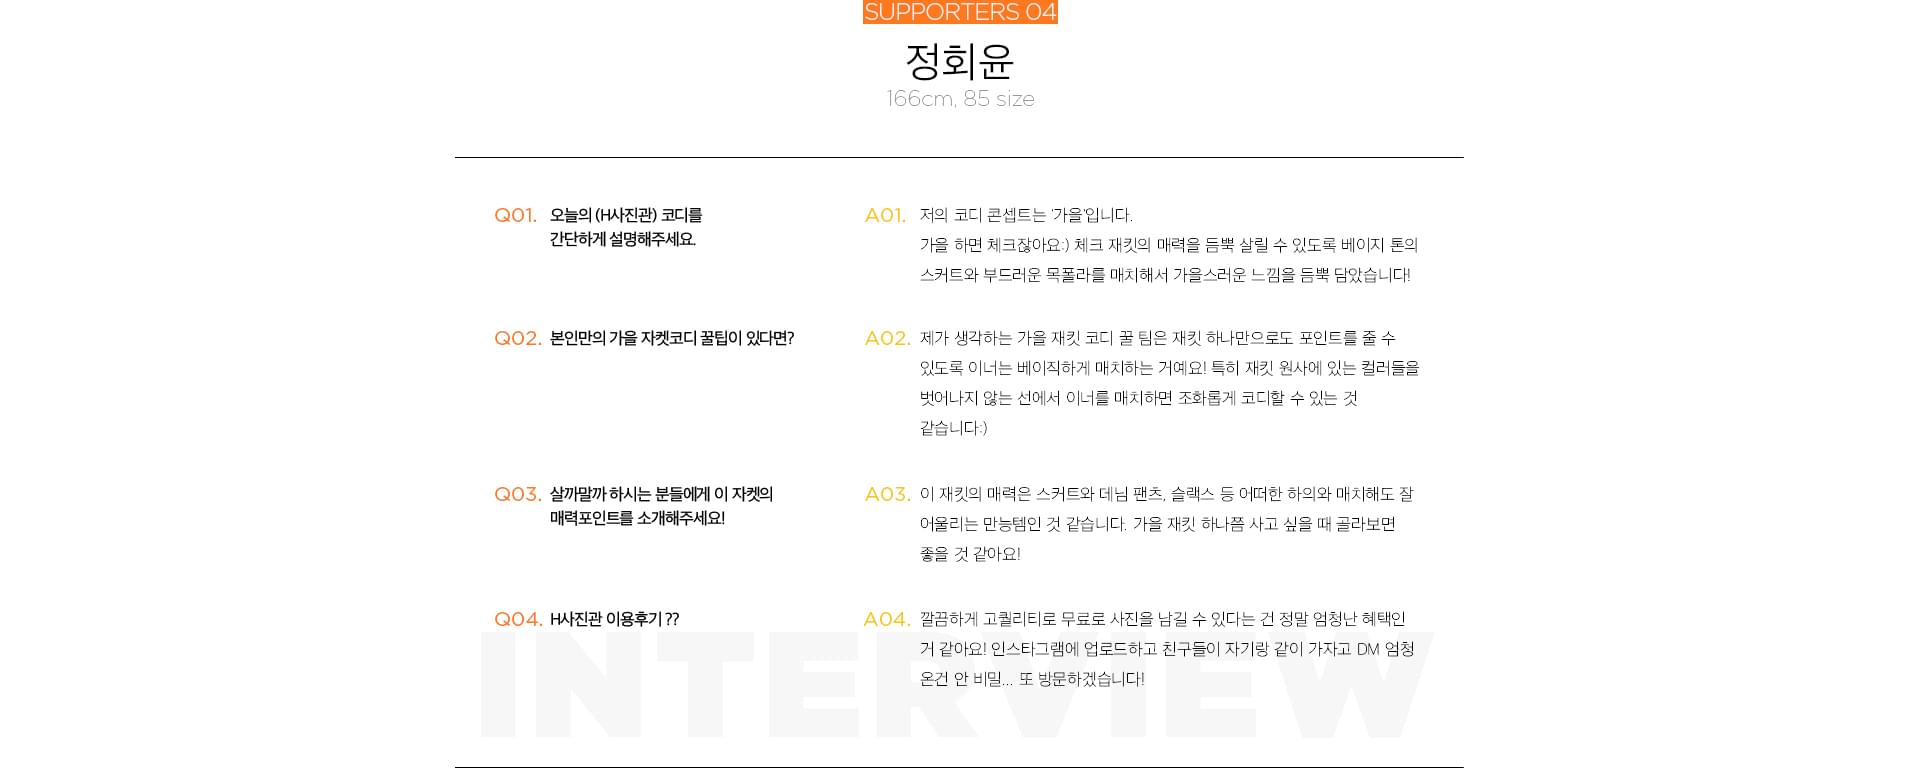 SUPPORTERS 04
정회윤
166cm, 85 size
Q01. 오늘의 (H사진관) 코디를
간단하게 설명해주세요.
A01. 저의 코디 콘셉트는 '가을'입니다.
가을 하면 체크잖아요:) 체크 재킷의 매력을 듬뿍 살릴 수 있도록 베이지 톤의
스커트와 부드러운 목폴라를 매치해서 가을스러운 느낌을 듬뿍 담았습니다!
Q02. 본인만의 가을 자켓코디 꿀팁이 있다면?
A02. 제가 생각하는 가을 재킷 코디 꿀 팀은 재킷 하나만으로도 포인트를 줄 수
있도록 이너는 베이직하게 매치하는 거예요! 특히 재킷 원사에 있는 컬러들을
벗어나지 않는 선에서 이너를 매치하면 조화롭게 코디할 수 있는 것
같습니다:)
Q03. 살까말까 하시는 분들에게 이 자켓의
매력포인트를 소개해주세요!
A03. 이 재킷의 매력은 스커트와 데님 팬츠, 슬랙스 등 어떠한 하의와 매치해도 잘
어울리는 만능템인 것 같습니다. 가을 재킷 하나쯤 사고 싶을 때 골라보면
좋을 것 같아요!
Q04. H사진관 이용후기 ??
A04. 깔끔하게 고퀄리티로 무료로 사진을 남길 수 있다는 건 정말 엄청난 혜택인
거 같아요! 인스타그램에 업로드하고 친구들이 자기랑 같이 가자고 DM 엄청
온건 안 비밀... 또 방문하겠습니다!
INTERVIEW